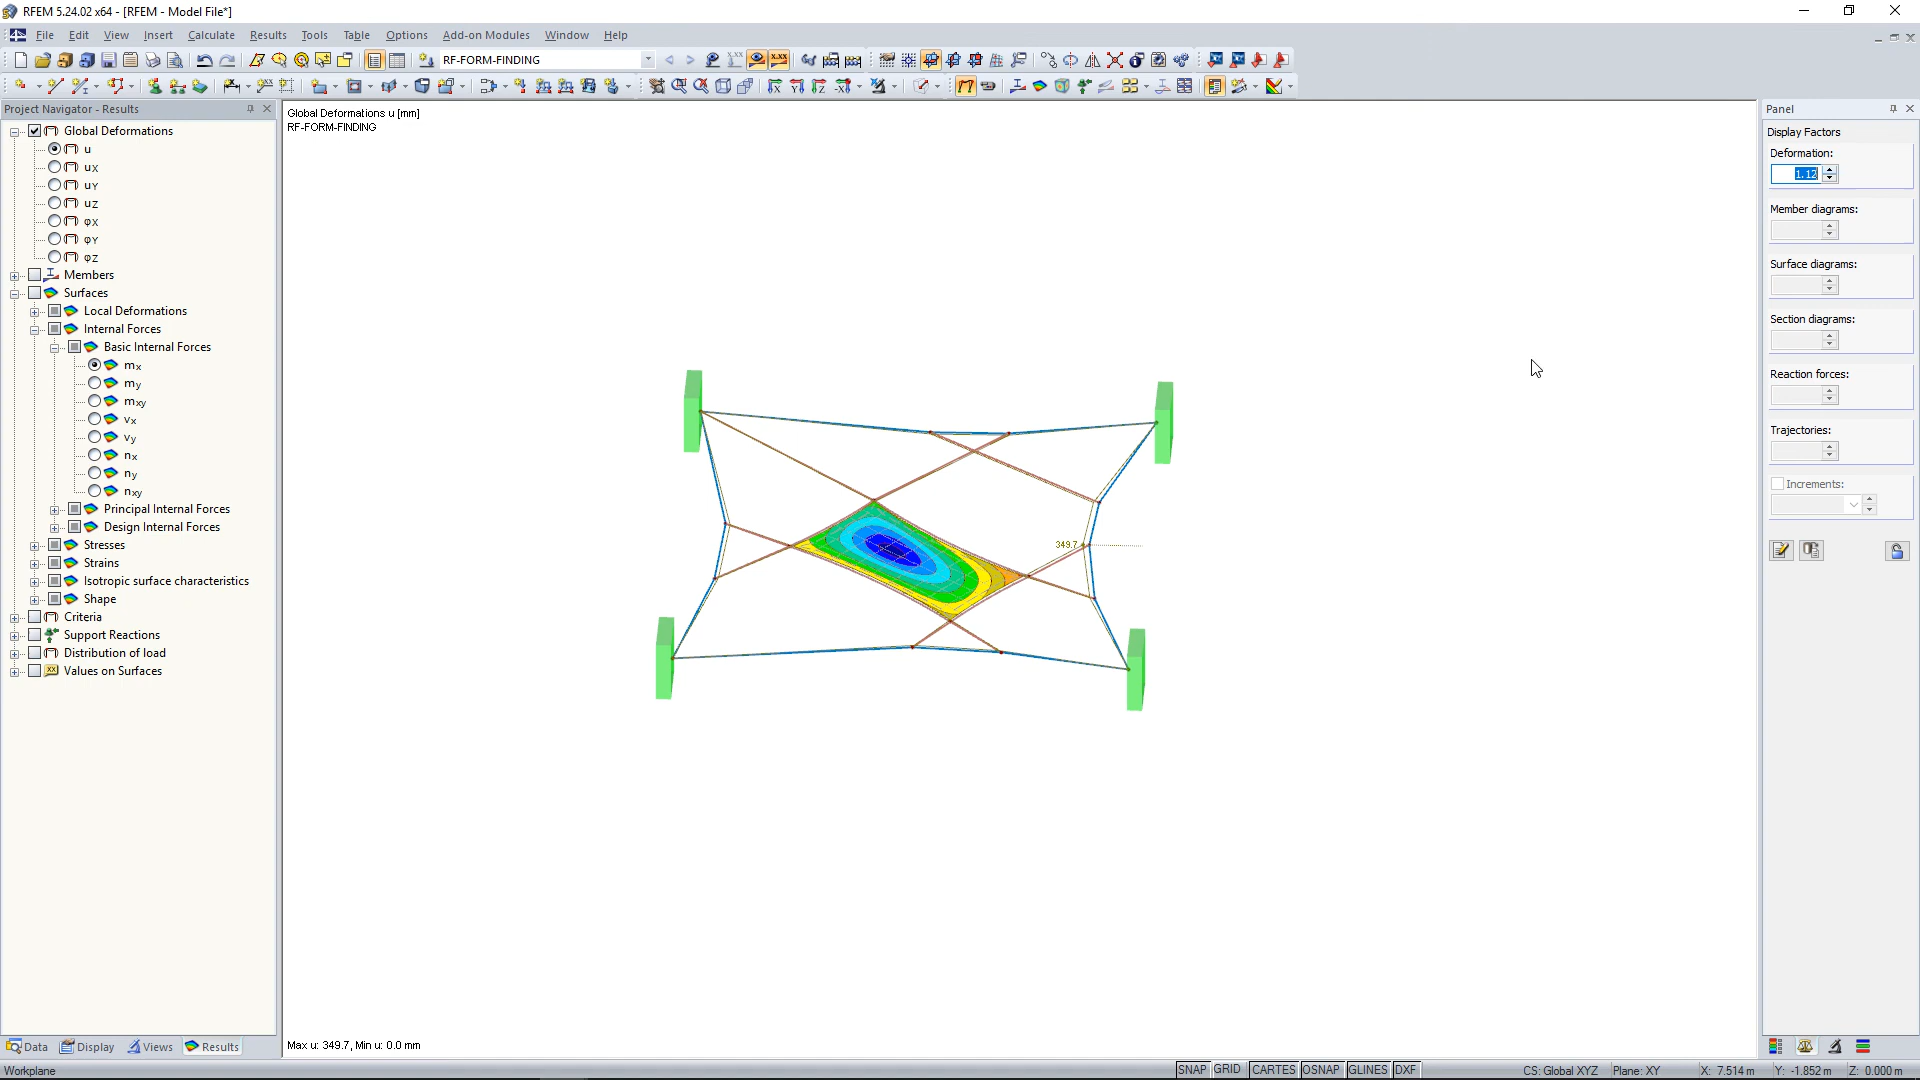 RFEM 5.24.02 x64 - [RFEM - Model File*]
File Edit View Insert Calculate Results Tools Table Options Add-on Modules Window Help
RF-FORM-FINDING
Project Navigator - Results
Global Deformations
u
uX
uY
uZ
φX
φY
φZ
Members
Surfaces
Local Deformations
Internal Forces
Basic Internal Forces
mx
my
mxy
vx
vy
nx
ny
nxy
Principal Internal Forces
Design Internal Forces
Stresses
Strains
Isotropic surface characteristics
Shape
Criteria
Support Reactions
Distribution of load
Values on Surfaces
Data Display Views Results
Global Deformations u [mm]
RF-FORM-FINDING
349.7
Max u: 349.7, Min u: 0.0 mm
Panel
Display Factors
Deformation:
1.12
Member diagrams:
Surface diagrams:
Section diagrams:
Reaction forces:
Trajectories:
Increments:
Workplane
SNAP GRID CARTES OSNAP GLINES DXF
CS: Global XYZ Plane: XY X: 7.514 m Y: -1.852 m Z: 0.000 m